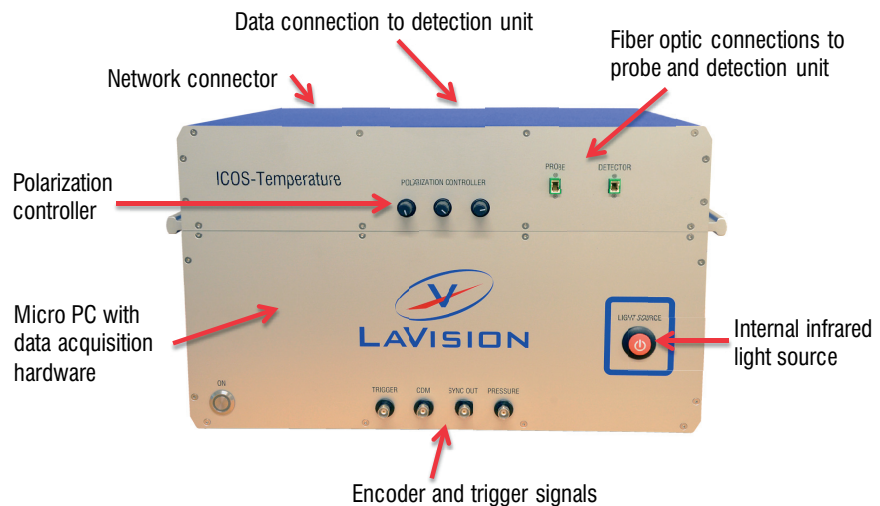 Data connection to detection unit
Fiber optic connections to
probe and detection unit
Network connector
PROBE
DETECTOR
ICOS-Temperature
POLARIZATION CONTROLLER
Polarization
controller
V
LAVISION
LIGHT SOURCE
Micro PC with
data acquisition
hardware
Internal infrared
light source
ON
TRIGGER
CDM
SYNC OUT
PRESSURE
Encoder and trigger signals